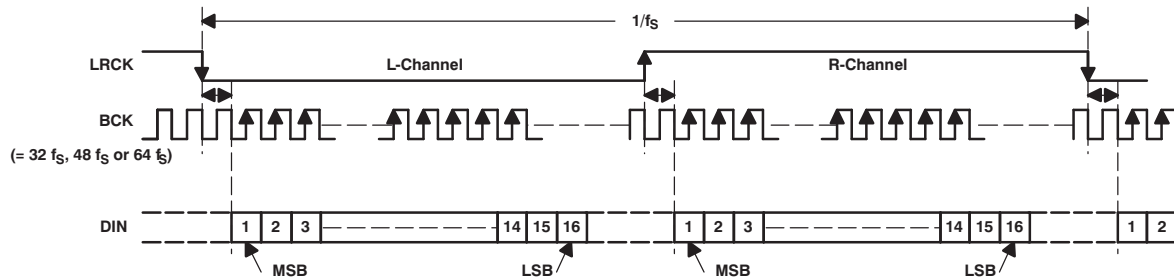 1/fS
LRCK
L-Channel
R-Channel
BCK
(= 32 fS, 48 fS or 64 fS)
DIN
1 2 3 14 15 16 1 2 3 14 15 16 1 2
MSB LSB MSB LSB